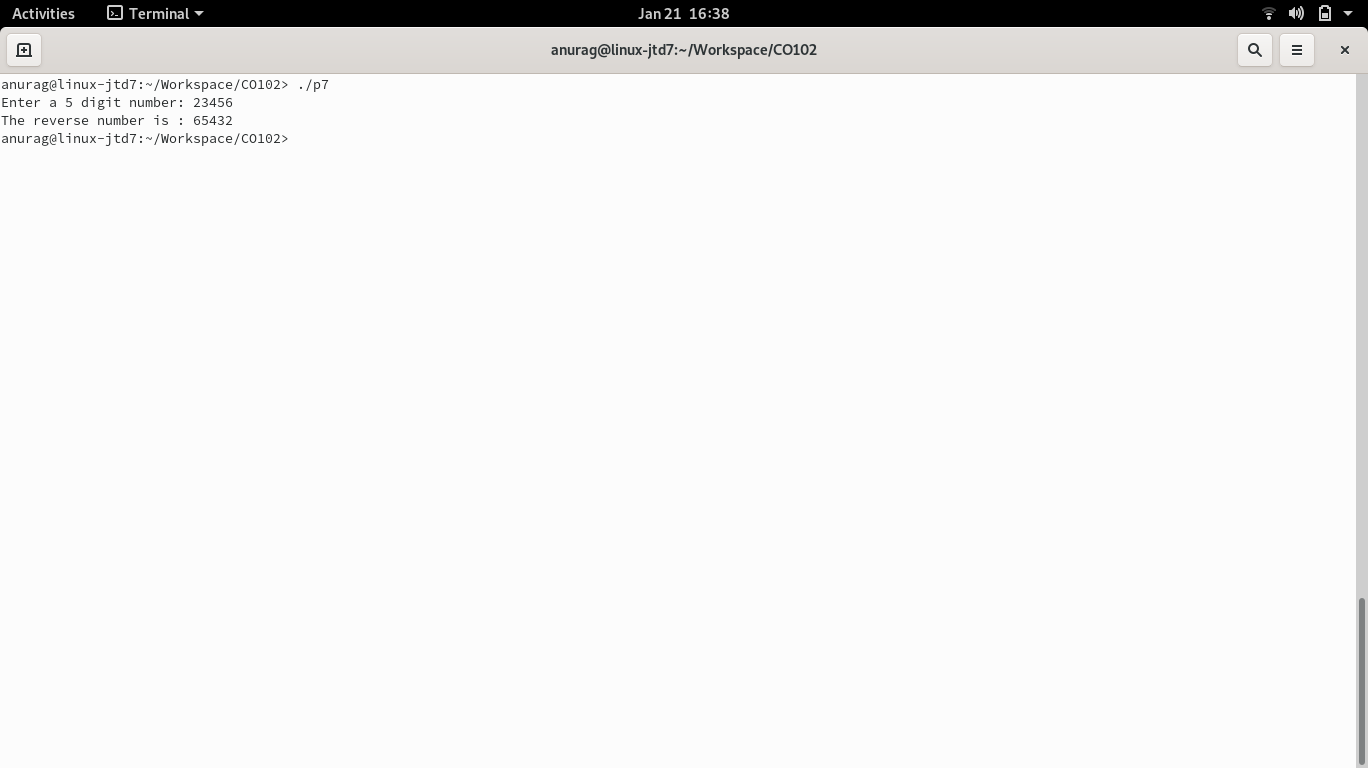 Activities Terminal Jan 21 16:38
anurag@linux-jtd7:~/Workspace/CO102
anurag@linux-jtd7:~/Workspace/CO102> ./p7
Enter a 5 digit number: 23456
The reverse number is : 65432
anurag@linux-jtd7:~/Workspace/CO102>